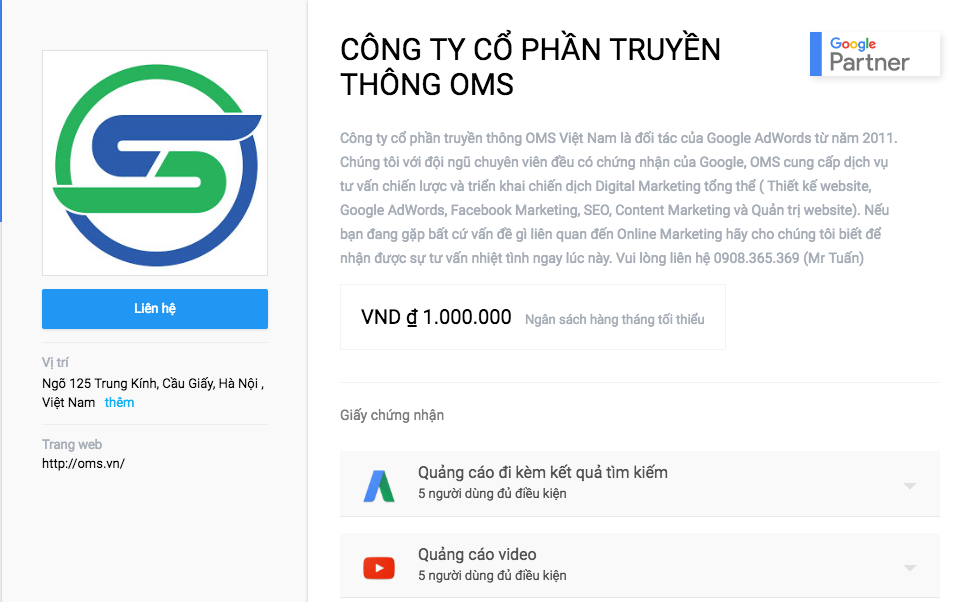 CÔNG TY CỔ PHẦN TRUYỀN
THÔNG OMS
Google
Partner
Công ty cổ phần truyền thông OMS Việt Nam là đối tác của Google AdWords từ năm 2011.
Chúng tôi với đội ngũ chuyên viên đều có chứng nhận của Google, OMS cung cấp dịch vụ
tư vấn chiến lược và triển khai chiến dịch Digital Marketing tổng thể ( Thiết kế website,
Google AdWords, Facebook Marketing, SEO, Content Marketing và Quản trị website). Nếu
bạn đang gặp bất cứ vấn đề gì liên quan đến Online Marketing hãy cho chúng tôi biết để
nhận được sự tư vấn nhiệt tình ngay lúc này. Vui lòng liên hệ 0908.365.369 (Mr Tuấn)
VND ₫ 1.000.000 Ngân sách hàng tháng tối thiểu
Liên hệ
Vị trí
Ngõ 125 Trung Kính, Cầu Giấy, Hà Nội ,
Việt Nam thêm
Trang web
http://oms.vn/
Giấy chứng nhận
Quảng cáo đi kèm kết quả tìm kiếm
5 người dùng đủ điều kiện
Quảng cáo video
5 người dùng đủ điều kiện